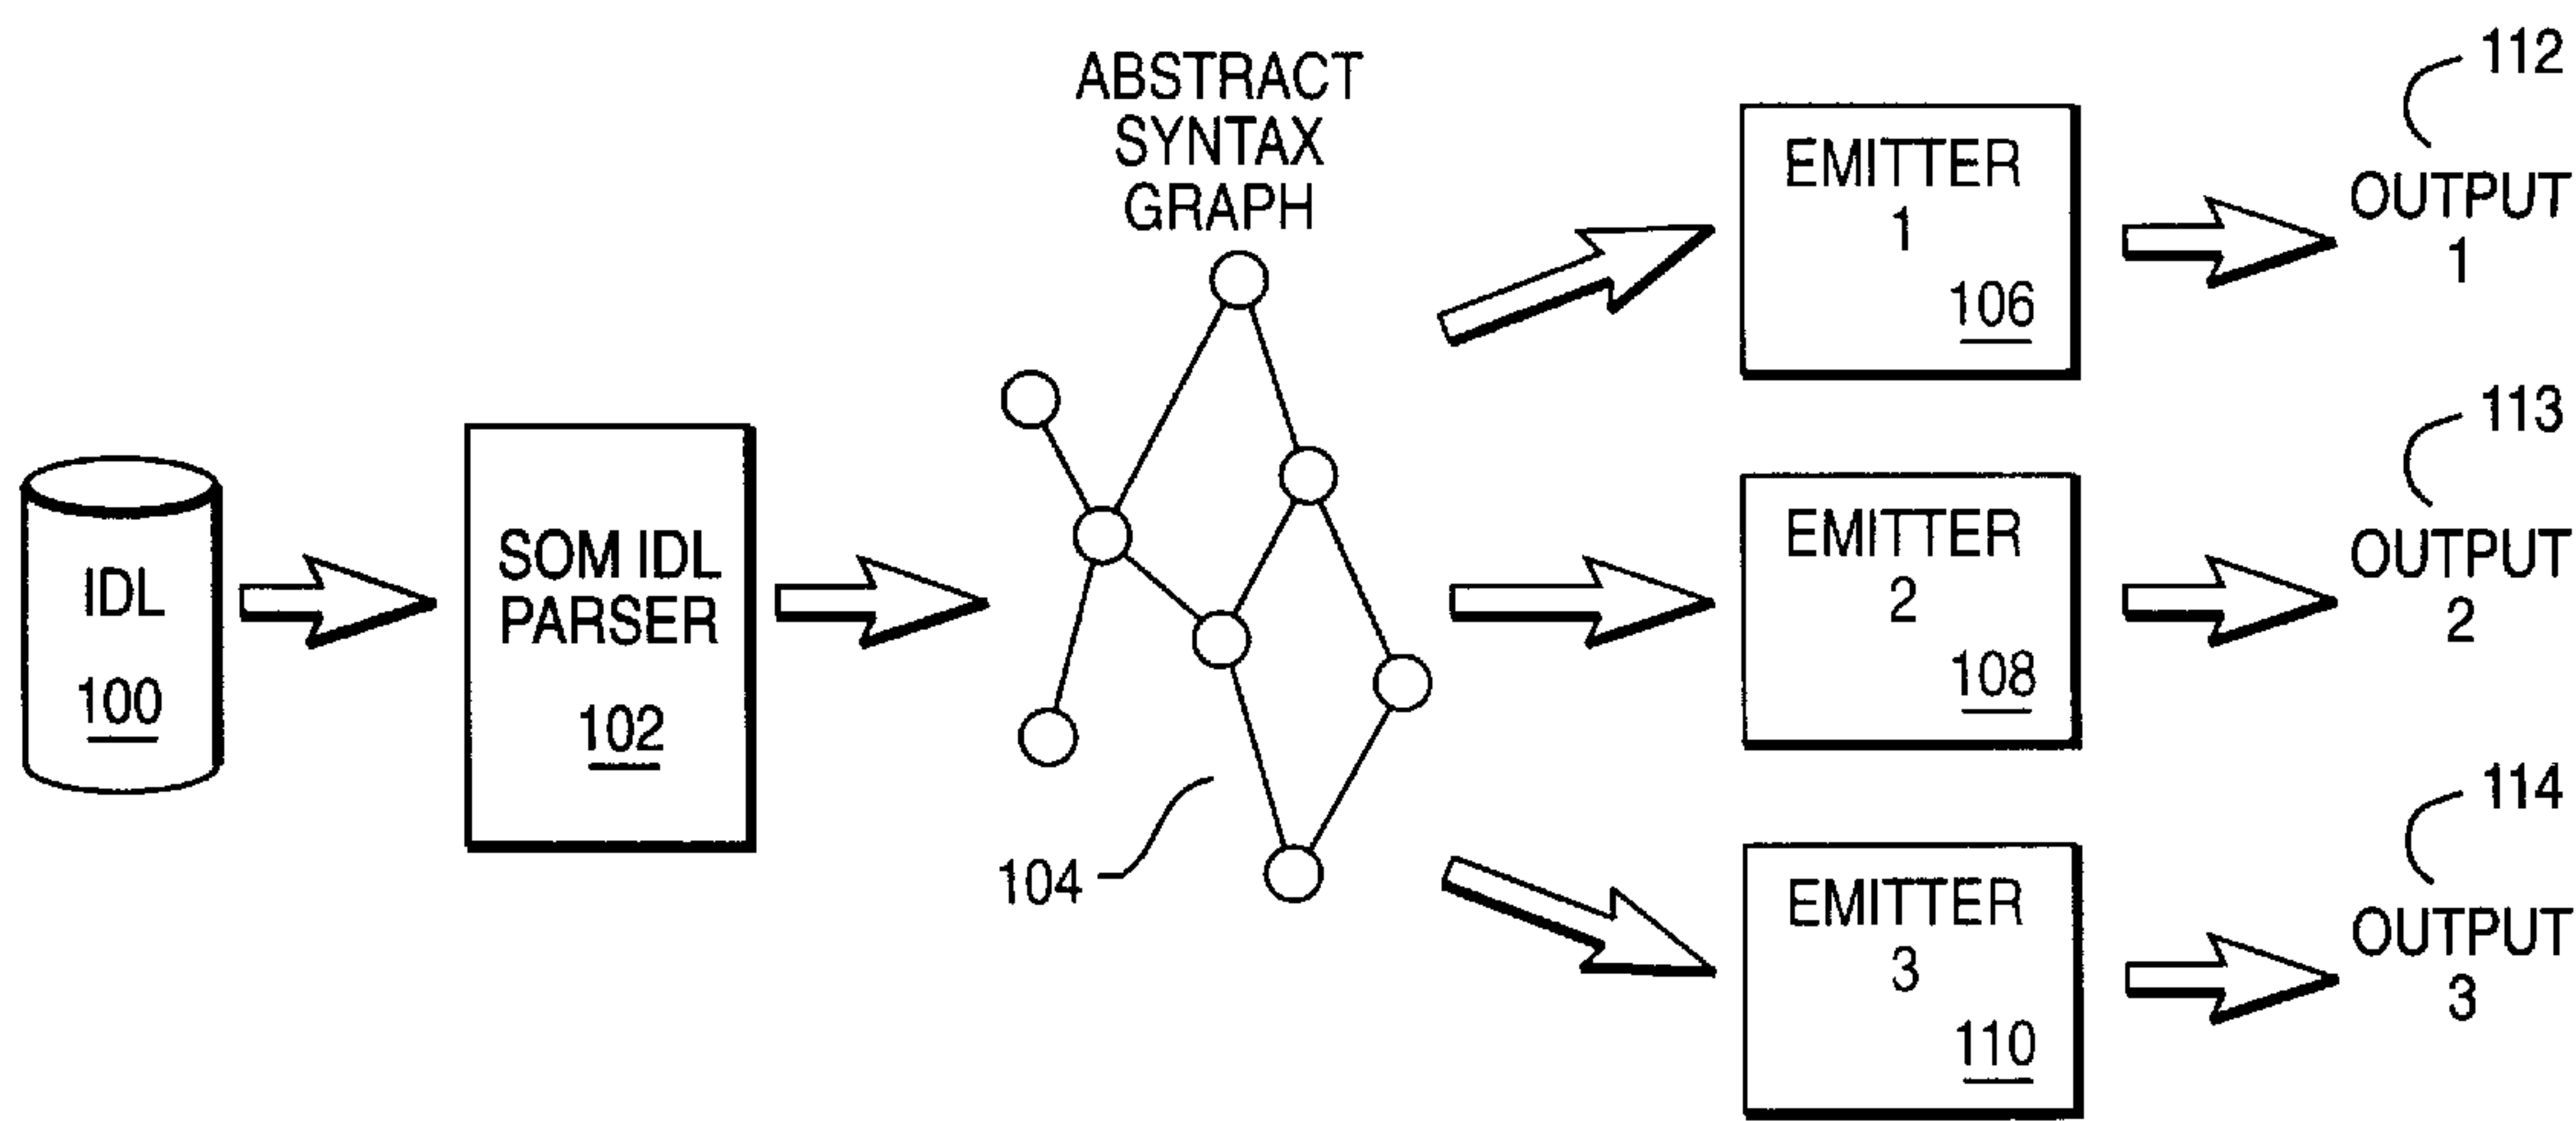 IDL
100
SOM IDL
PARSER
102
ABSTRACT
SYNTAX
GRAPH
104
EMITTER
1
106
EMITTER
2
108
EMITTER
3
110
112
OUTPUT
1
113
OUTPUT
2
114
OUTPUT
3